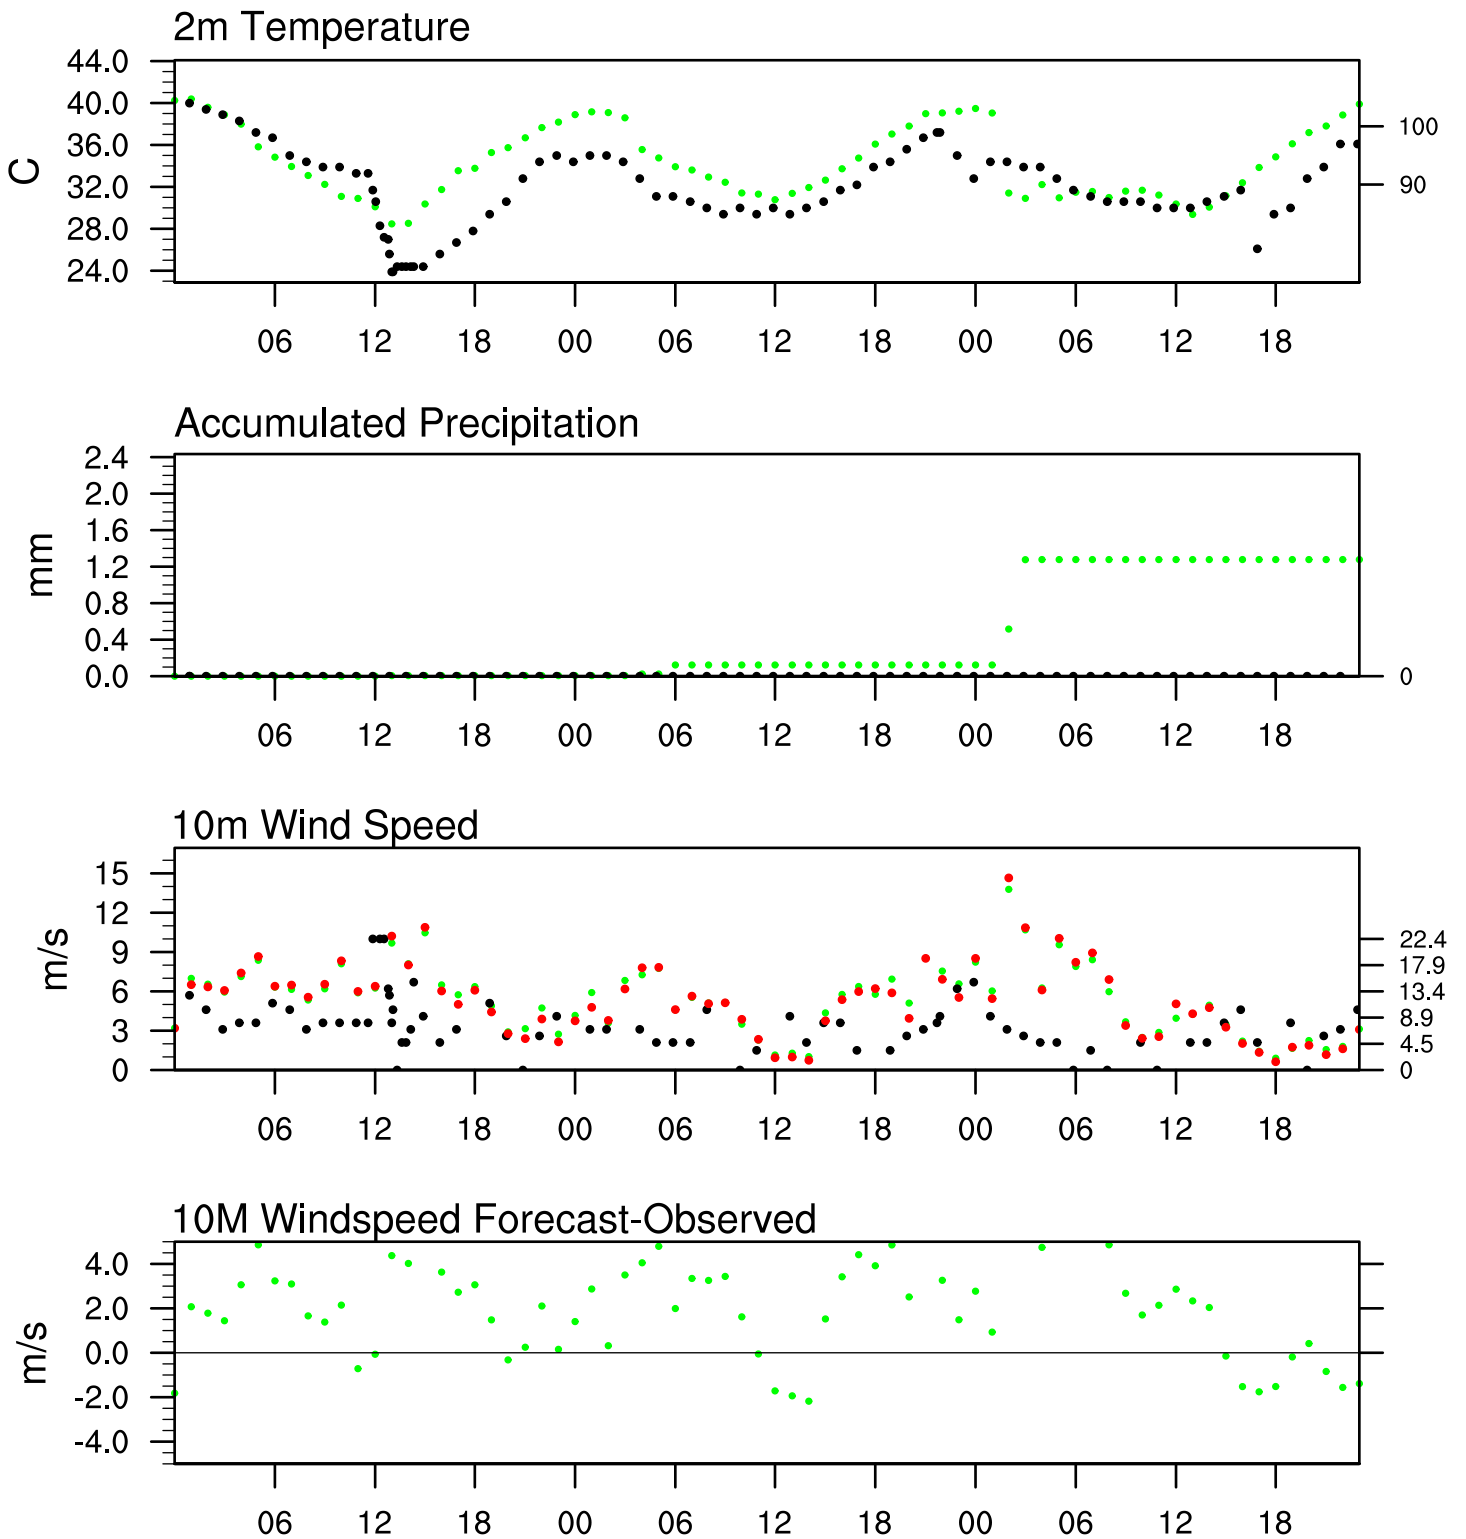 2m Temperature
44.0
40.0
36.0
32.0
28.0
24.0
C
100
90
06 12 18 00 06 12 18 00 06 12 18
Accumulated Precipitation
2.4
2.0
1.6
1.2
0.8
0.4
0.0
mm
0
06 12 18 00 06 12 18 00 06 12 18
10m Wind Speed
15
12
9
6
3
0
m/s
22.4
17.9
13.4
8.9
4.5
0
06 12 18 00 06 12 18 00 06 12 18
10M Windspeed Forecast-Observed
4.0
2.0
0.0
-2.0
-4.0
m/s
06 12 18 00 06 12 18 00 06 12 18